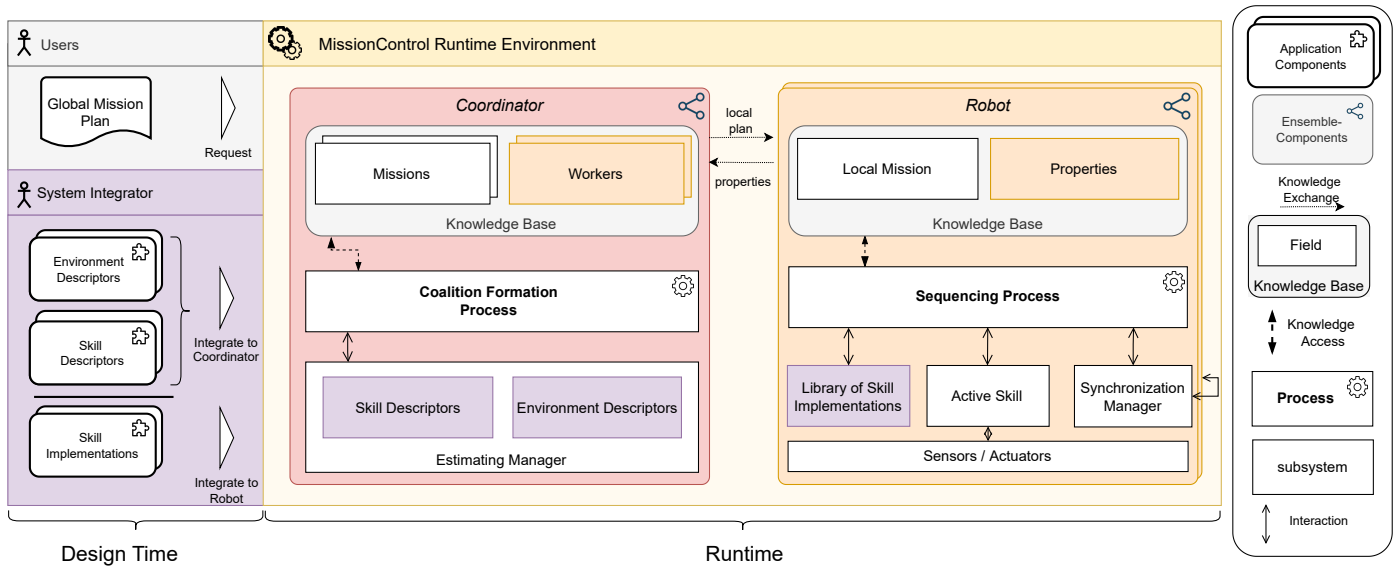 Users
Global Mission
Plan
Request
System Integrator
Environment
Descriptors
Skill
Descriptors
Integrate to
Coordinator
Skill
Implementations
Integrate to
Robot
Design Time
MissionControl Runtime Environment
Coordinator
Missions
Workers
Knowledge Base
Coalition Formation
Process
Skill Descriptors
Environment Descriptors
Estimating Manager
local
plan
properties
Robot
Local Mission
Properties
Knowledge Base
Sequencing Process
Library of Skill
Implementations
Active Skill
Synchronization
Manager
Sensors / Actuators
Runtime
Application
Components
Ensemble-
Components
Knowledge
Exchange
Field
Knowledge Base
Knowledge
Access
Process
subsystem
Interaction